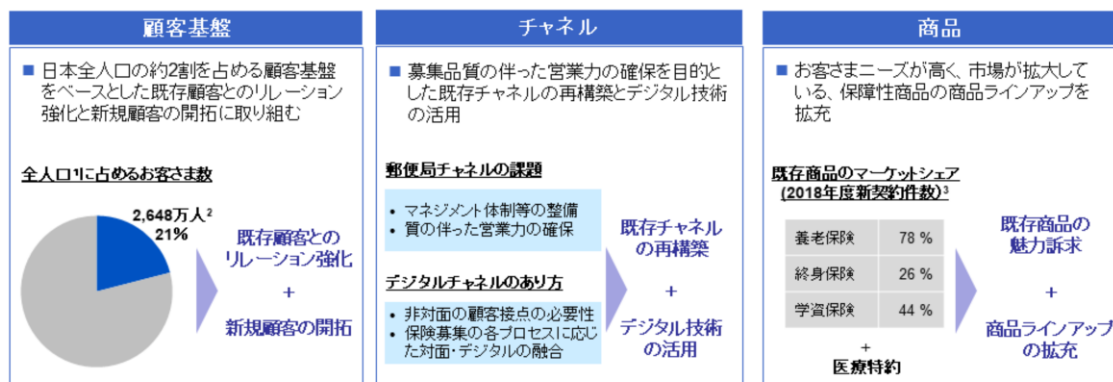 顧客基盤
■ 日本全人口の約2割を占める顧客基盤
をベースとした既存顧客とのリレーション
強化と新規顧客の開拓に取り組む
全人口1に占めるお客さま数
2,648万人2
21%
既存顧客との
リレーション強化
+
新規顧客の開拓
チャネル
■ 募集品質の伴った営業力の確保を目的と
した既存チャネルの再構築とデジタル技術
の活用
郵便局チャネルの課題
• マネジメント体制等の整備
• 質の伴った営業力の確保
デジタルチャネルのあり方
• 非対面の顧客接点の必要性
• 保険募集の各プロセスに応じ
た対面・デジタルの融合
既存チャネル
の再構築
+
デジタル技術
の活用
商品
■ お客さまニーズが高く、市場が拡大して
いる、保障性商品の商品ラインアップを
拡充
既存商品のマーケットシェア
(2018年度新契約件数)3
養老保険 78 %
終身保険 26 %
学資保険 44 %
+
医療特約
既存商品の
魅力訴求
+
商品ラインアップ
の拡充